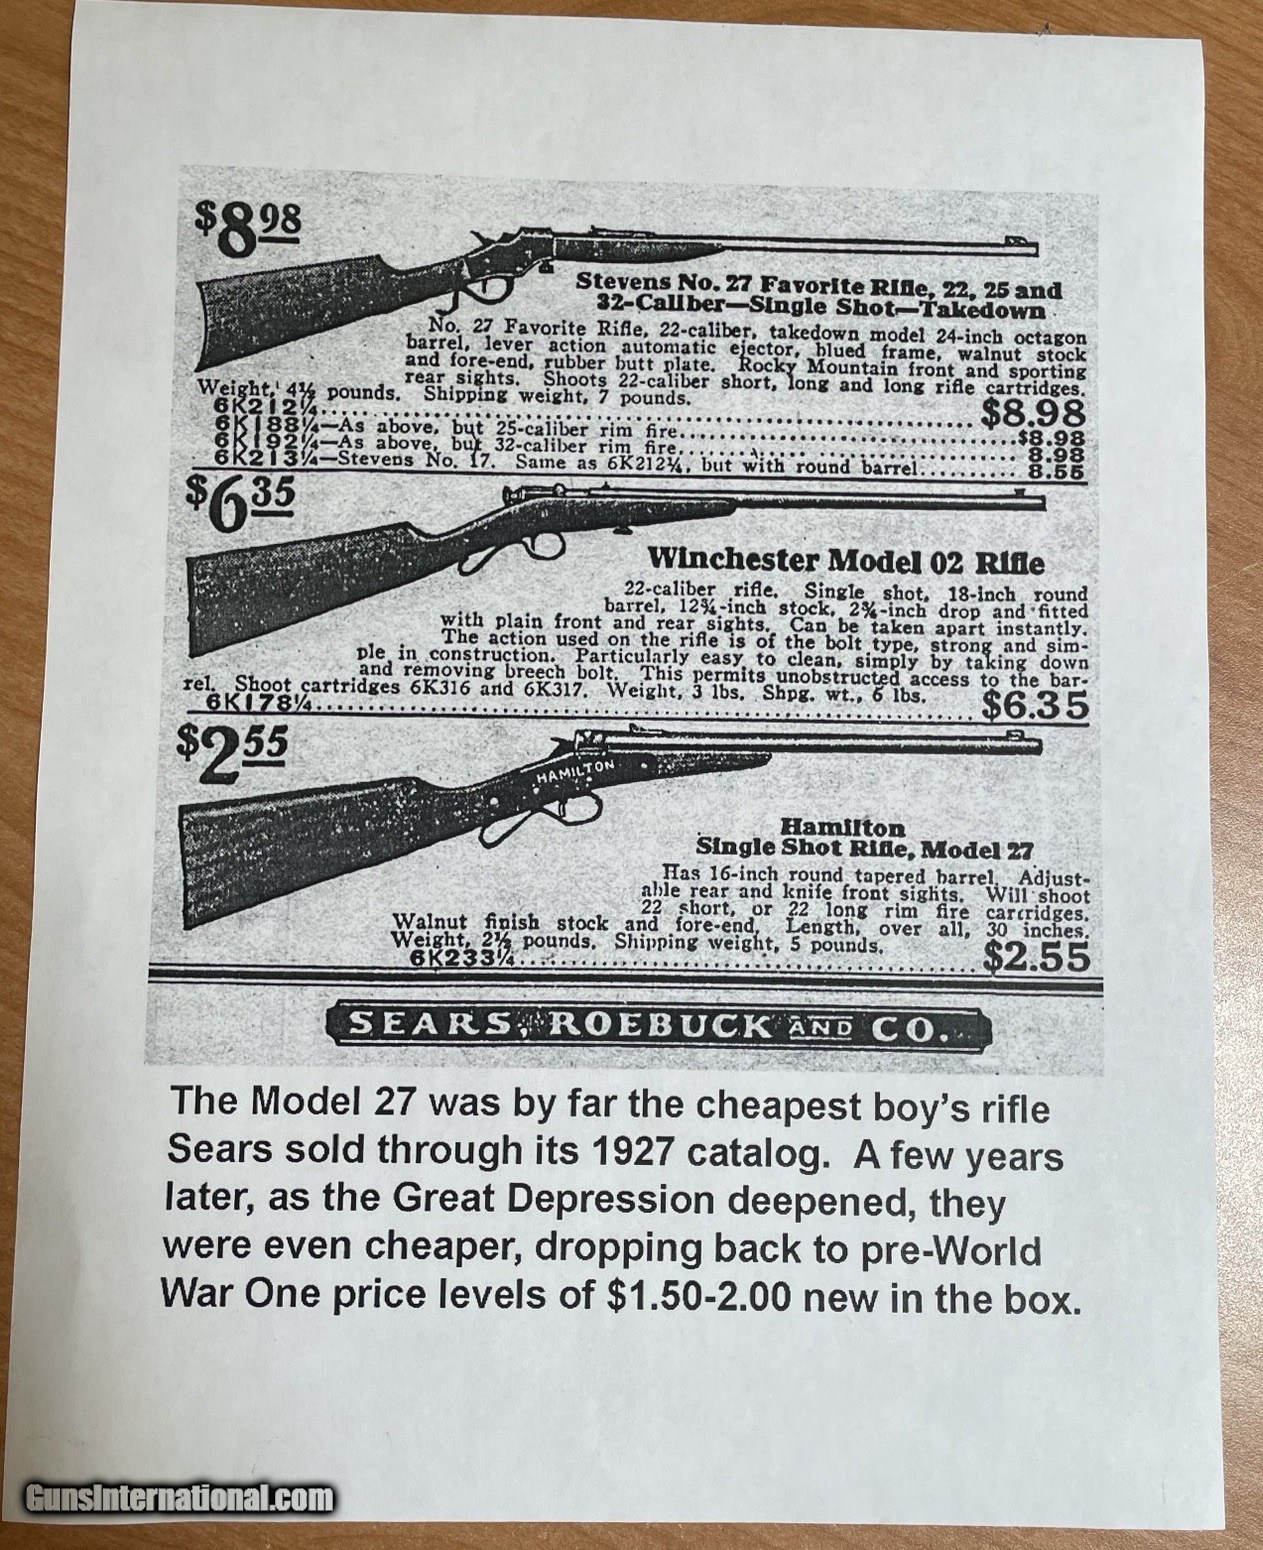 $8.98
Stevens No. 27 Favorite Rifle, 22, 25 and
32-Caliber—Single Shot—Takedown
No. 27 Favorite Rifle, 22-caliber, takedown model 24-inch octagon
barrel, lever action automatic ejector, blued frame, walnut stock
and fore-end, rubber butt plate. Rocky Mountain front and sporting
rear sights. Shoots 22-caliber short, long and long rifle cartridges.
Weight, 4½ pounds. Shipping weight, 7 pounds.
6K212¼ $8.98
6K188¼—As above, but 25-caliber rim fire $8.98
6K192¼—As above, but 32-caliber rim fire 8.98
6K213¼—Stevens No. 17. Same as 6K212¼, but with round barrel 8.55
$6.35
Winchester Model 02 Rifle
22-caliber rifle. Single shot, 18-inch round
barrel, 12¾-inch stock, 2¾-inch drop and fitted
with plain front and rear sights. Can be taken apart instantly.
The action used on the rifle is of the bolt type, strong and sim-
ple in construction. Particularly easy to clean, simply by taking down
and removing breech bolt. This permits unobstructed access to the bar-
rel. Shoot cartridges 6K316 and 6K317. Weight, 3 lbs. Shpg. wt., 6 lbs.
6K178¼ $6.35
$2.55
HAMILTON
Hamilton
Single Shot Rifle, Model 27
Has 16-inch round tapered barrel. Adjust-
able rear and knife front sights. Will shoot
22 short, or 22 long rim fire cartridges.
Walnut finish stock and fore-end. Length, over all, 30 inches.
Weight, 2½ pounds. Shipping weight, 5 pounds.
6K233¼ $2.55
SEARS, ROEBUCK AND CO.
The Model 27 was by far the cheapest boy's rifle
Sears sold through its 1927 catalog. A few years
later, as the Great Depression deepened, they
were even cheaper, dropping back to pre-World
War One price levels of $1.50-2.00 new in the box.
GunsInternational.com